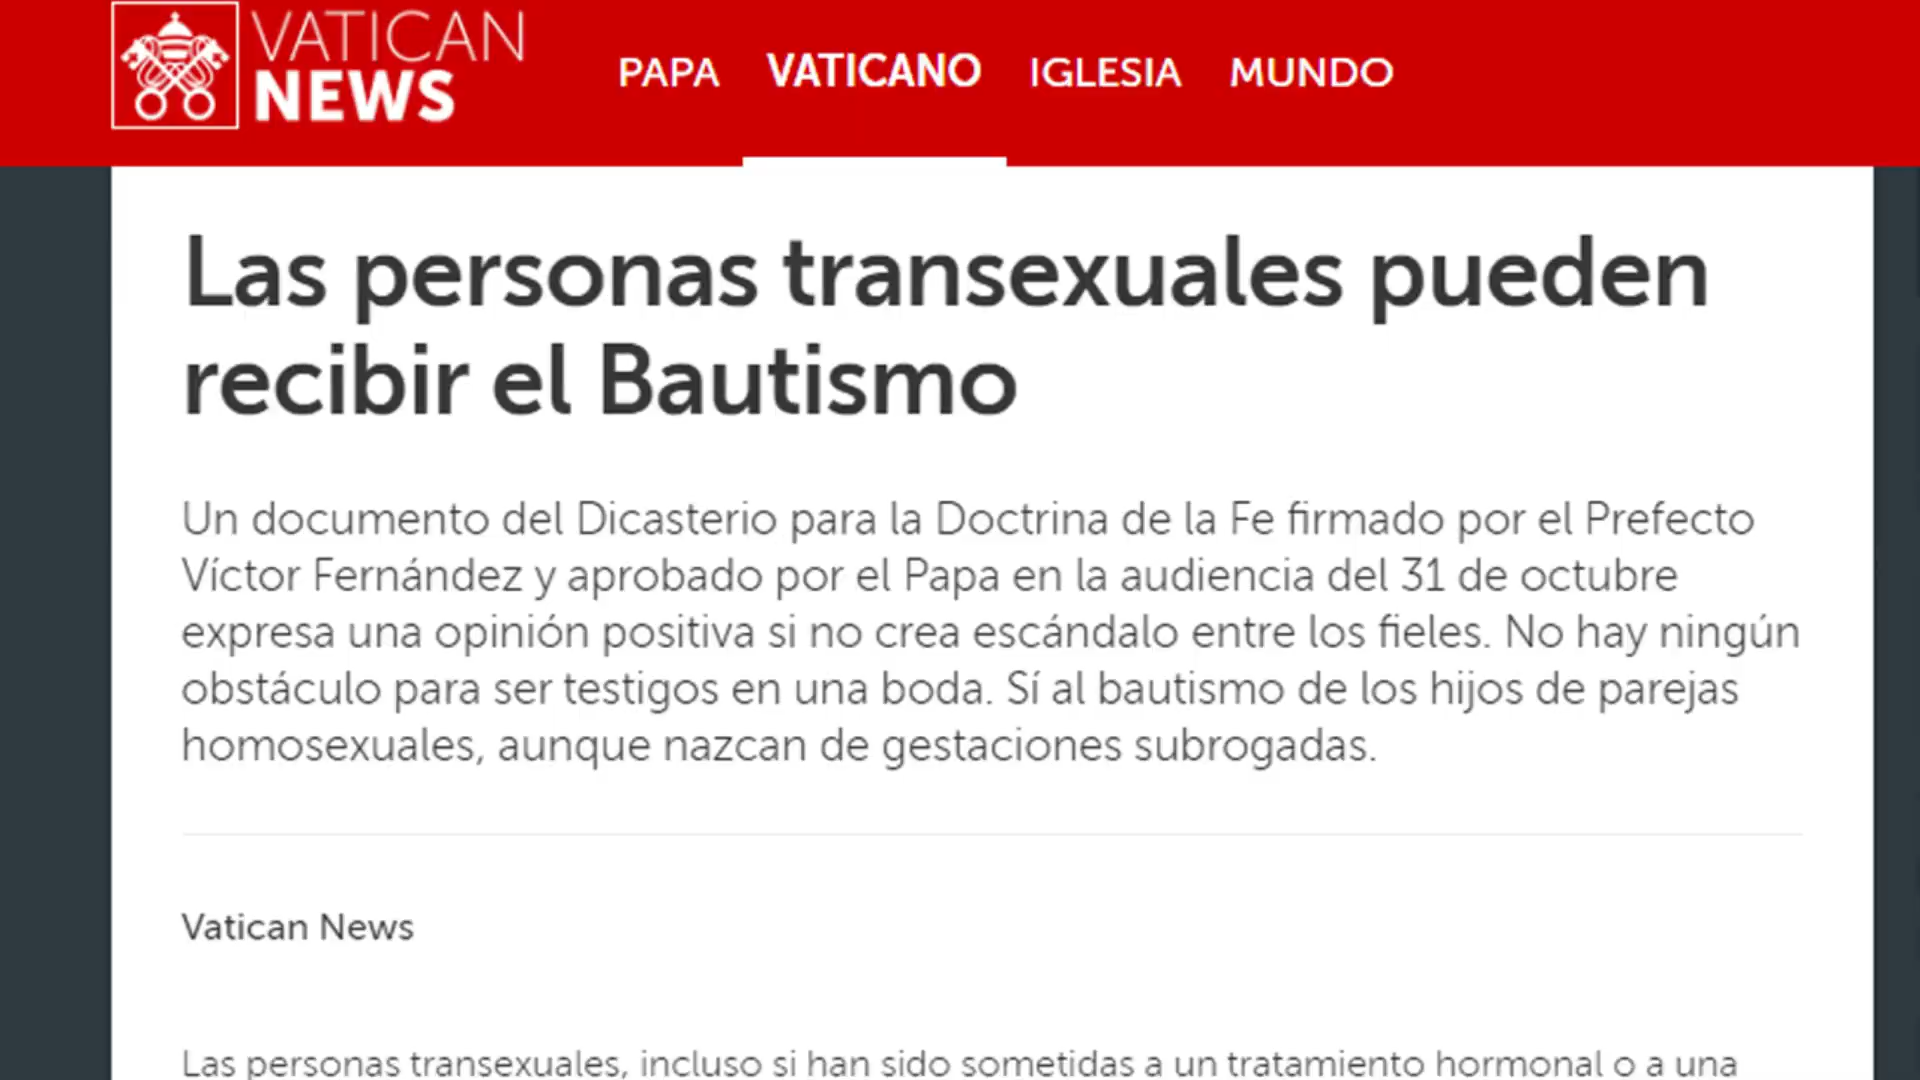 VATICAN
NEWS
PAPA VATICANO IGLESIA MUNDO
Las personas transexuales pueden
recibir el Bautismo
Un documento del Dicasterio para la Doctrina de la Fe firmado por el Prefecto
Víctor Fernández y aprobado por el Papa en la audiencia del 31 de octubre
expresa una opinión positiva si no crea escándalo entre los fieles. No hay ningún
obstáculo para ser testigos en una boda. Sí al bautismo de los hijos de parejas
homosexuales, aunque nazcan de gestaciones subrogadas.
Vatican News
Las personas transexuales, incluso si han sido sometidas a un tratamiento hormonal o a una